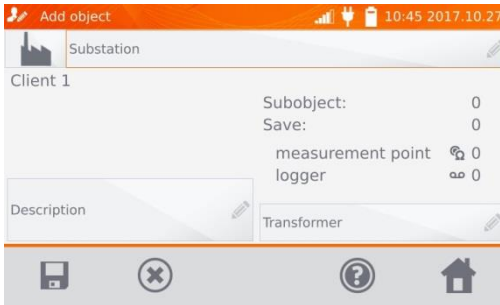 Add object
10:45 2017.10.27
Substation
Client 1
Subobject: 0
Save: 0
measurement point 0
logger 0
Description
Transformer